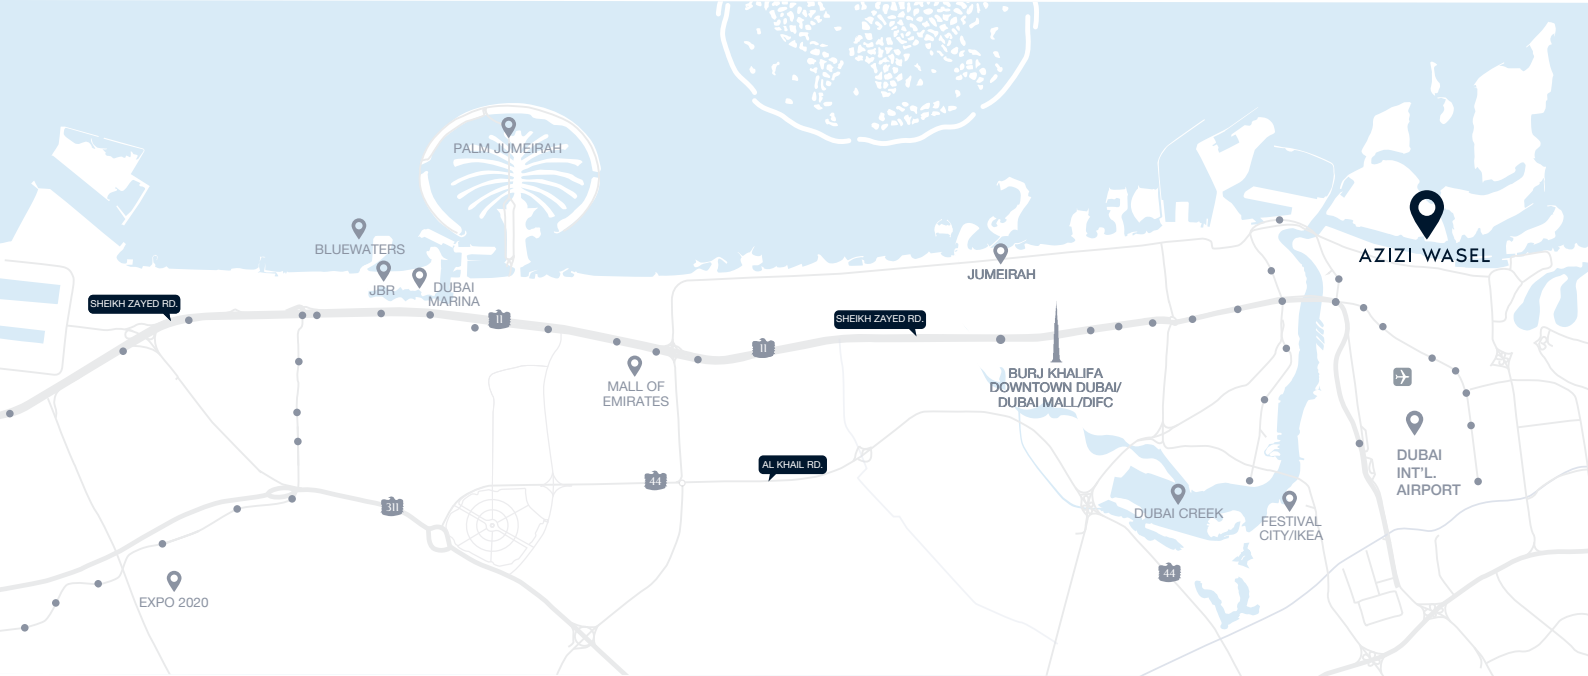 PALM JUMEIRAH
BLUEWATERS
JBR
DUBAI
MARINA
SHEIKH ZAYED RD.
11
MALL OF
EMIRATES
11
SHEIKH ZAYED RD.
JUMEIRAH
BURJ KHALIFA
DOWNTOWN DUBAI/
DUBAI MALL/DIFC
AZIZI WASEL
DUBAI
INT'L.
AIRPORT
AL KHAIL RD.
44
311
DUBAI CREEK
FESTIVAL
CITY/IKEA
44
EXPO 2020